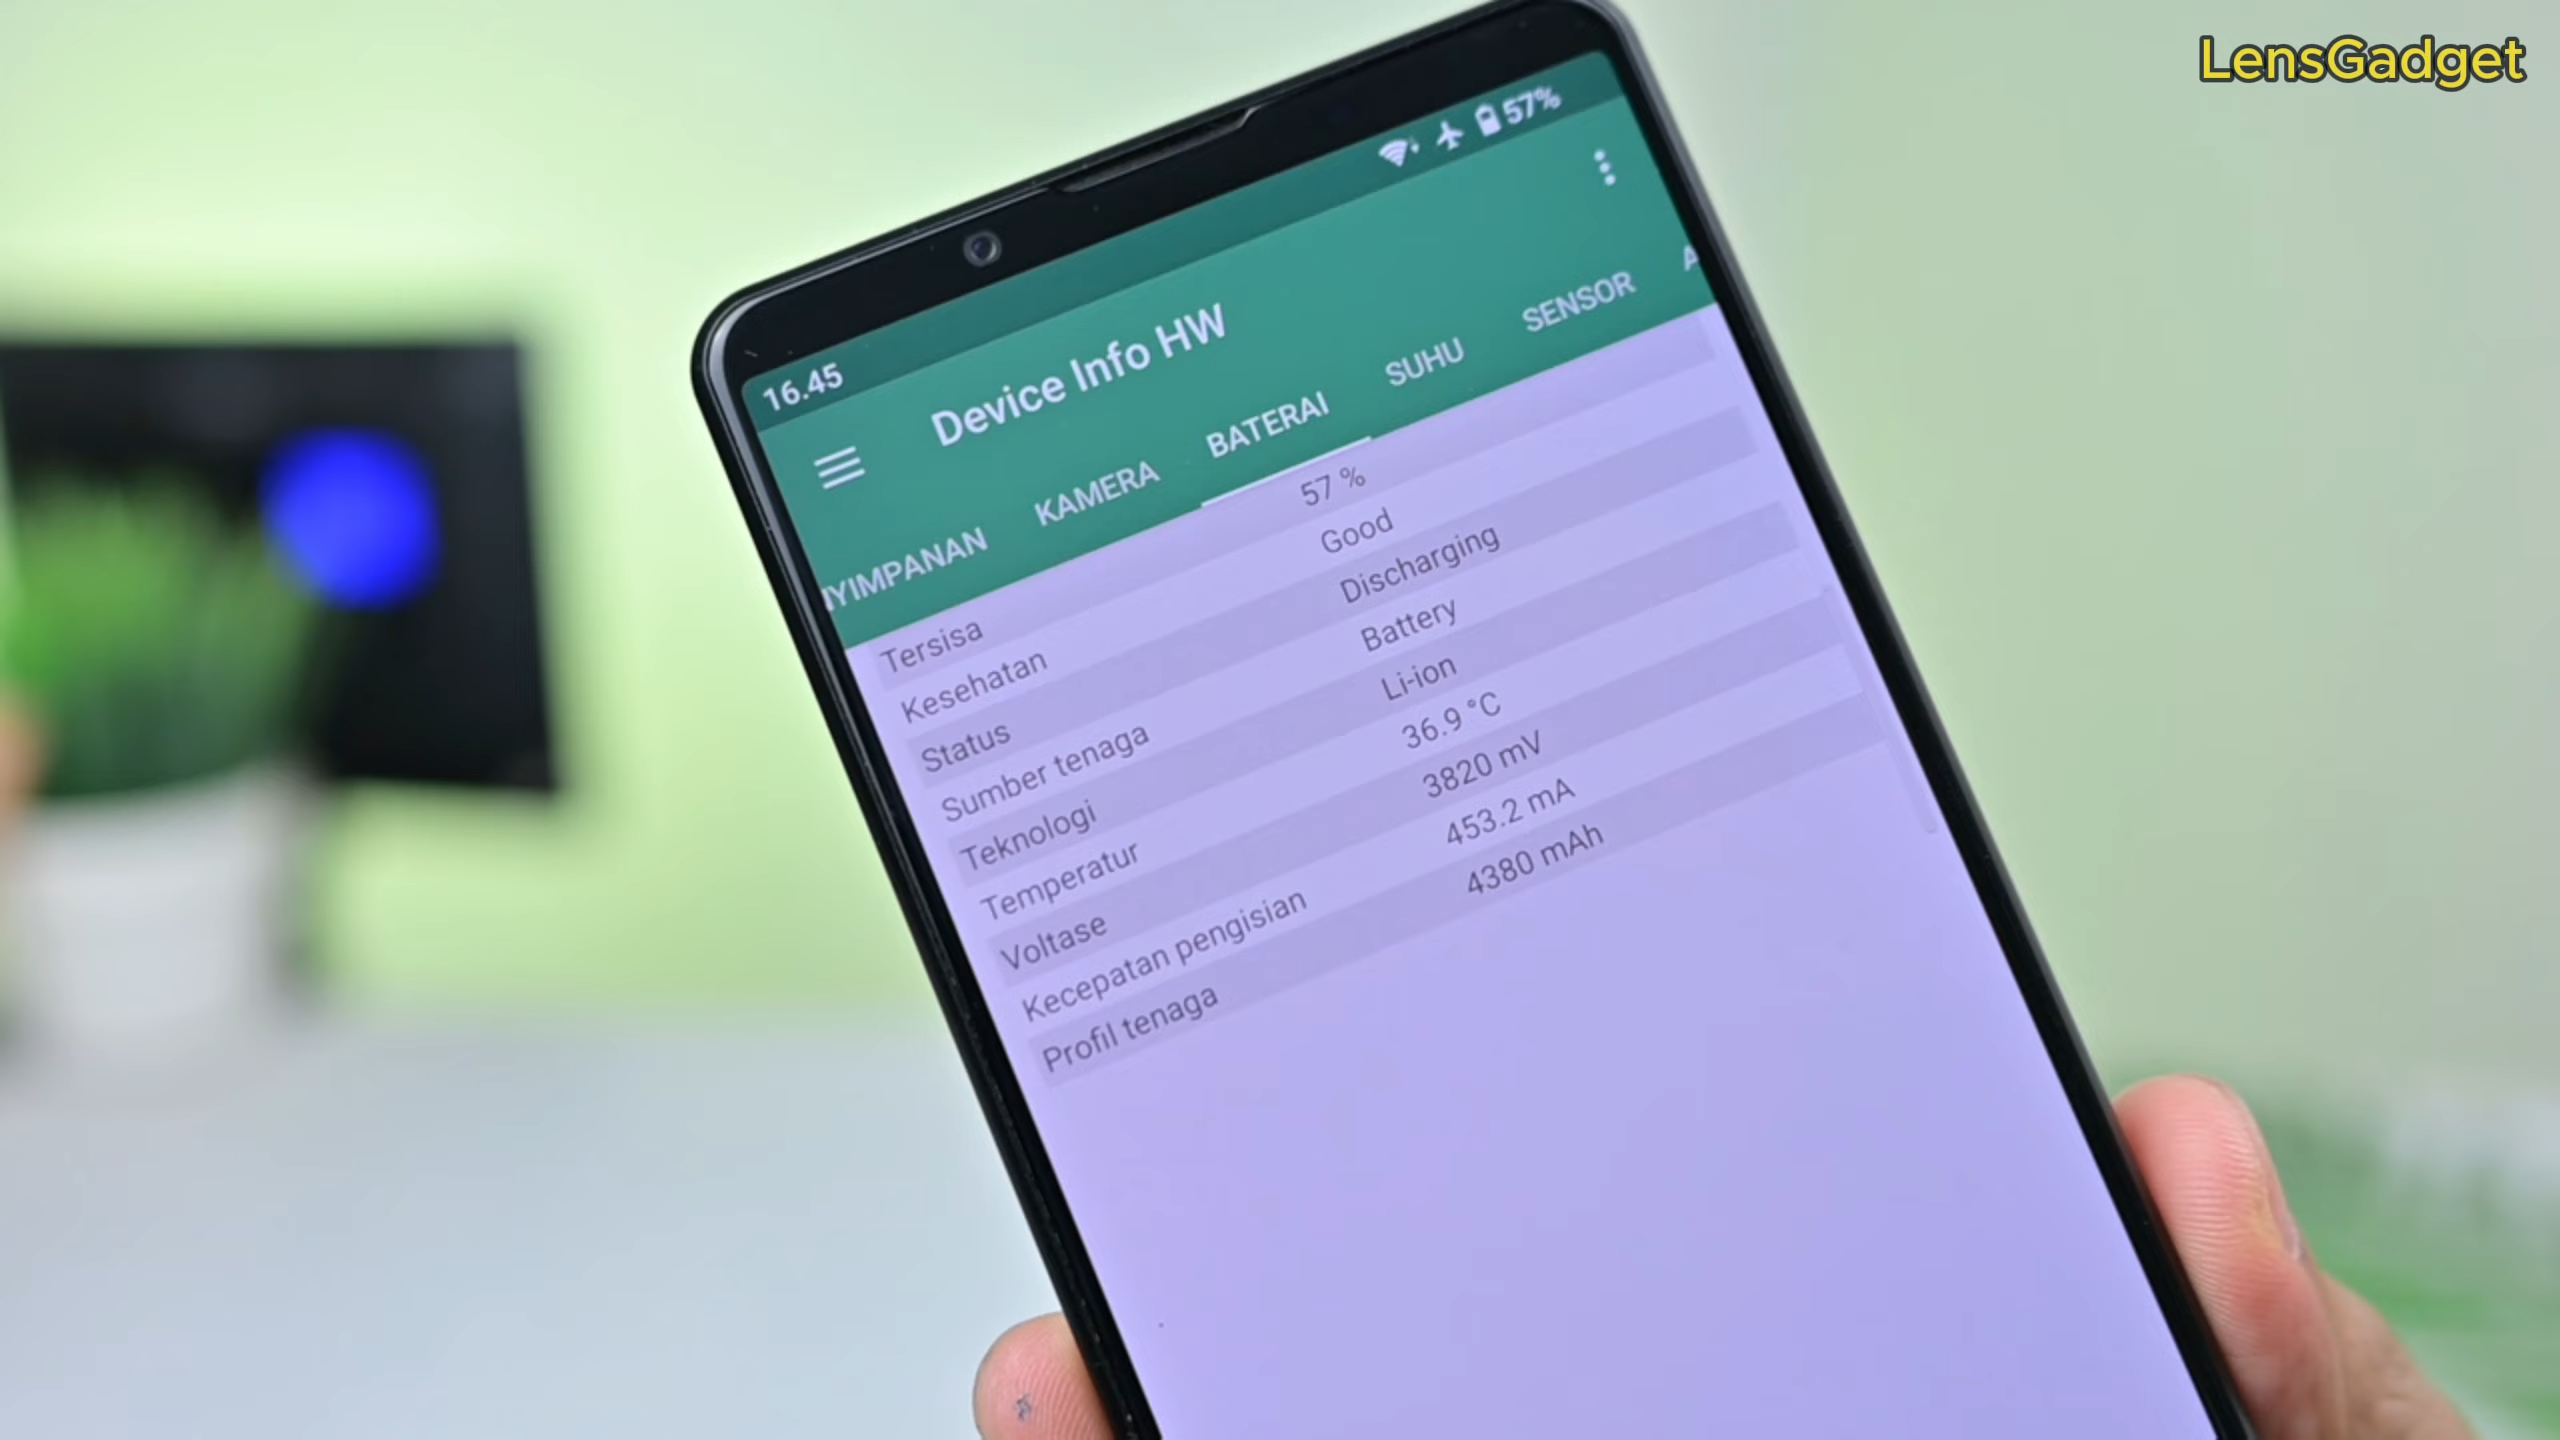 LensGadget
16.45
57%
Device Info HW
YIMPANAN KAMERA BATERAI SUHU SENSOR A
Tersisa 57 %
Kesehatan Good
Status Discharging
Sumber tenaga Battery
Teknologi Li-ion
Temperatur 36.9 °C
Voltase 3820 mV
Kecepatan pengisian 453.2 mA
Profil tenaga 4380 mAh